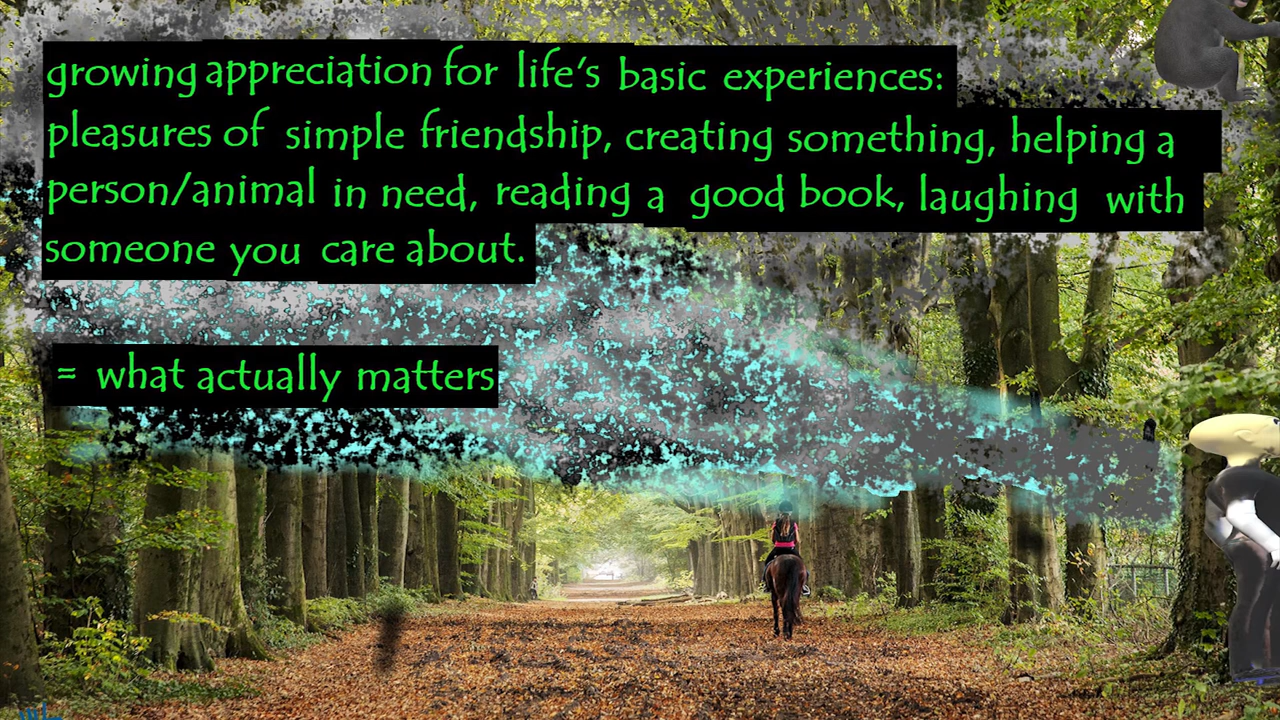 growing appreciation for life's basic experiences:
pleasures of simple friendship, creating something, helping a
person/animal in need, reading a good book, laughing with
someone you care about.
= what actually matters